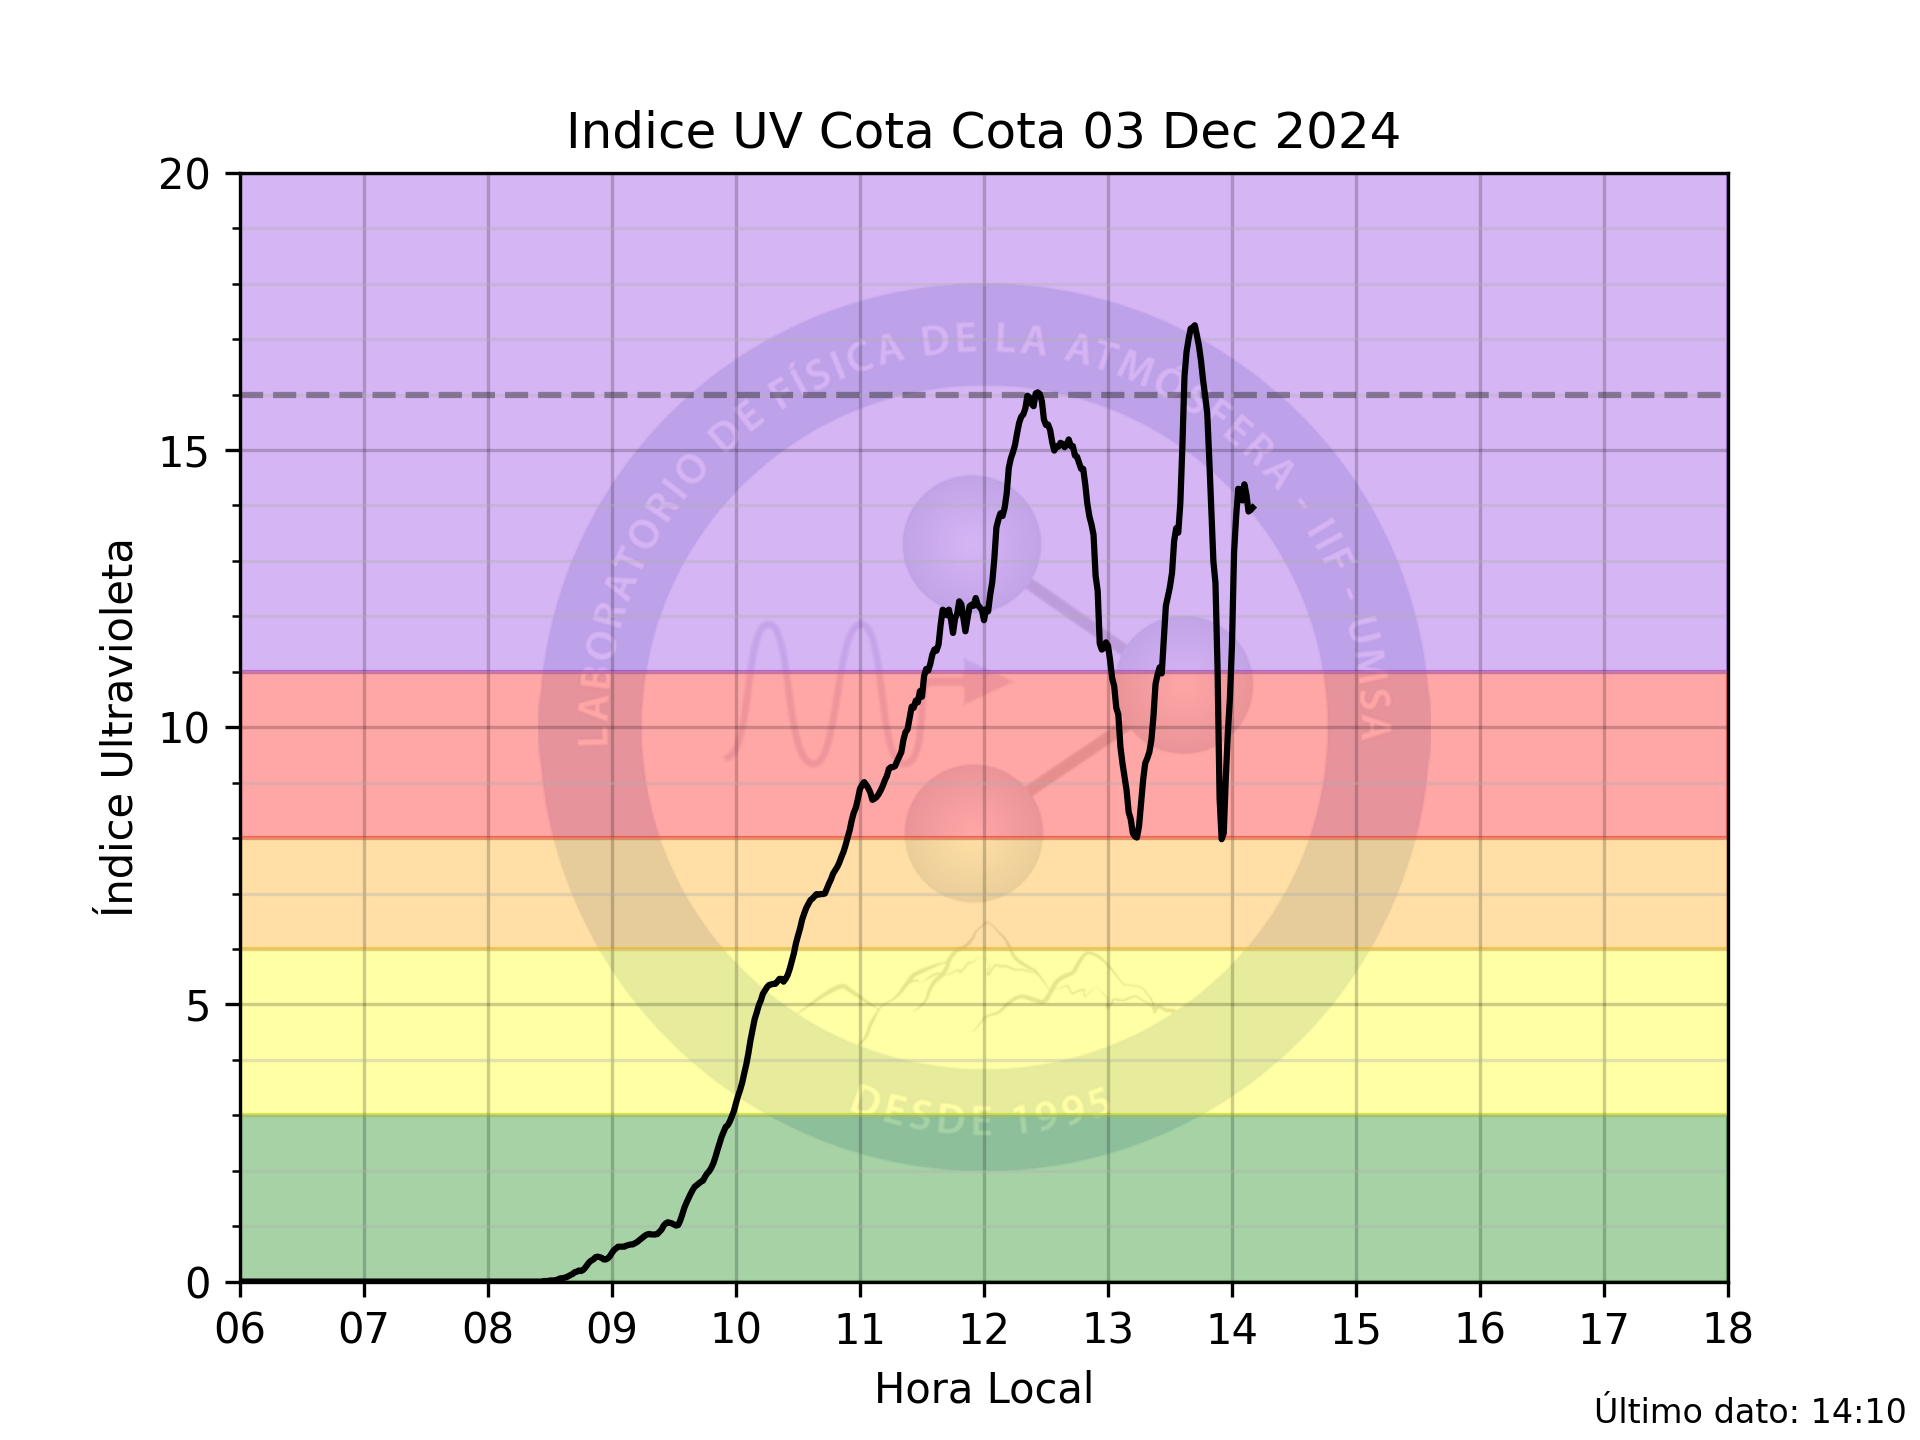 Indice UV Cota Cota 03 Dec 2024
20
15
10
5
0
Índice Ultravioleta
LABORATORIO DE FÍSICA DE LA ATMÓSFERA - IIF - UMSA
DESDE 1995
06 07 08 09 10 11 12 13 14 15 16 17 18
Hora Local
Último dato: 14:10